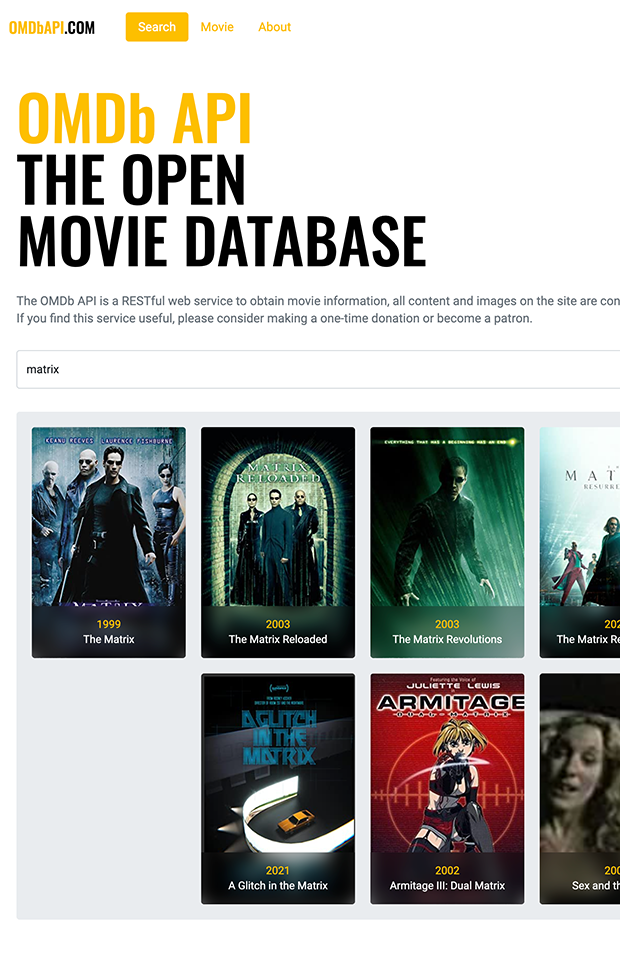 OMDbAPI.COM
Search
Movie
About
OMDb API
THE OPEN
MOVIE DATABASE
The OMDb API is a RESTful web service to obtain movie information, all content and images on the site are con
If you find this service useful, please consider making a one-time donation or become a patron.
matrix
KEANU REEVES LAURENCE FISHBURNE
MATRIX
1999
The Matrix
MATRIX
RELOADED
2003
The Matrix Reloaded
EVERYTHING THAT HAS A BEGINNING HAS AN END
2003
The Matrix Revolutions
MAT
RESURRE
202
The Matrix Re
A GLITCH
IN THE
MATRIX
2021
A Glitch in the Matrix
Featuring the Voice of
JULIETTE LEWIS
ARMITAGE
DUAL-MATRIX
2002
Armitage III: Dual Matrix
200
Sex and th